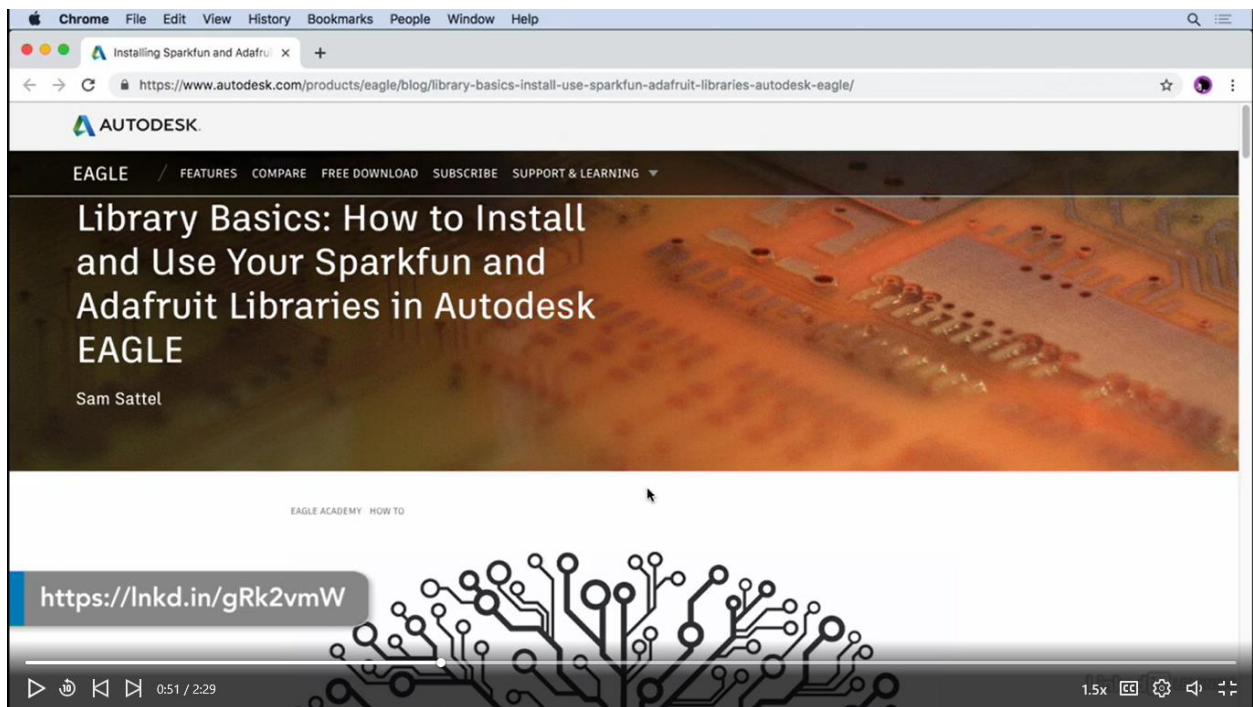 Chrome File Edit View History Bookmarks People Window Help
Installing Sparkfun and Adafrui
https://www.autodesk.com/products/eagle/blog/library-basics-install-use-sparkfun-adafruit-libraries-autodesk-eagle/
AUTODESK.
EAGLE / FEATURES COMPARE FREE DOWNLOAD SUBSCRIBE SUPPORT & LEARNING
Library Basics: How to Install
and Use Your Sparkfun and
Adafruit Libraries in Autodesk
EAGLE
Sam Sattel
EAGLE ACADEMY HOW TO
https://lnkd.in/gRk2vmW
10 0:51 / 2:29 1.5x CC